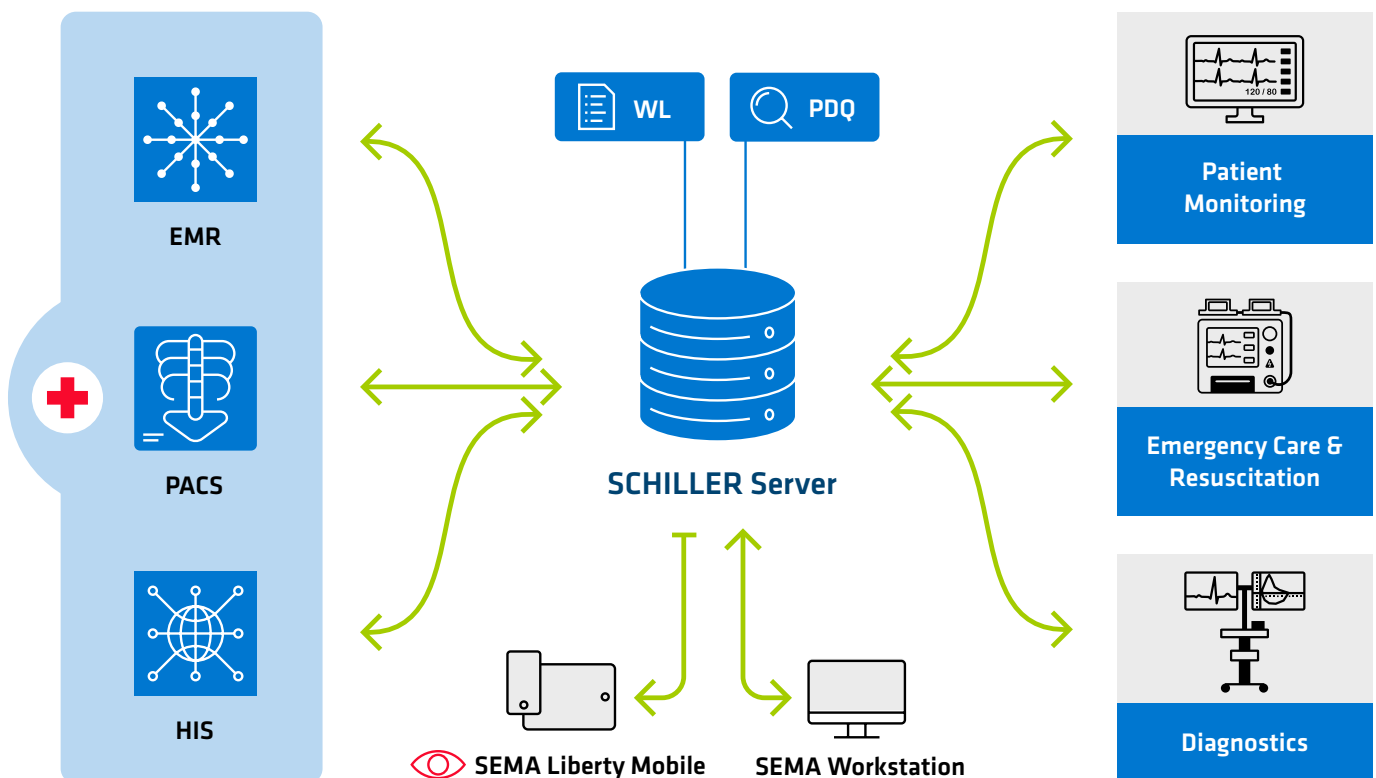 EMR
PACS
HIS
WL
PDQ
SCHILLER Server
SEMA Liberty Mobile
SEMA Workstation
120 / 80
Patient
Monitoring
Emergency Care &
Resuscitation
Diagnostics